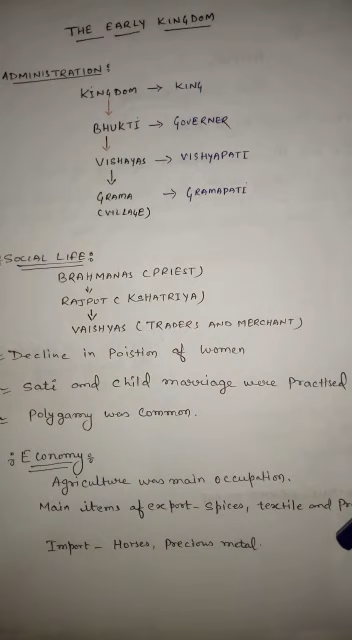 THE EARLY KINGDOM
ADMINISTRATION:
KINGDOM → KING
↓
BHUKTI → GOVERNER
↓
VISHAYAS → VISHYAPATI
↓
GRAMA → GRAMAPATI
(VILLAGE)
SOCIAL LIFE:
BRAHMANAS (PRIEST)
↓
RAJPUT (KSHATRIYA)
↓
VAISHYAS (TRADERS AND MERCHANT)
- Decline in Poistion of women
- Sati and child marriage were Practised
- Polygamy was common.
: Economy:
Agriculture was main occupation.
Main items of export - Spices, textile and
Import - Horses, Precious metal.